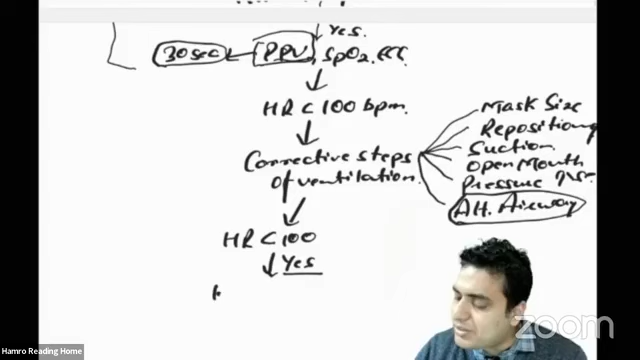 Yes.
30sec PPV, SpO2. ECG.
HR < 100 bpm.
Corrective steps
of ventilation.
Mask Size
Repositiong
Suction
Open Mouth
Pressure
Alt. Airway
HR < 100
Yes
Hamro Reading Home
zoom